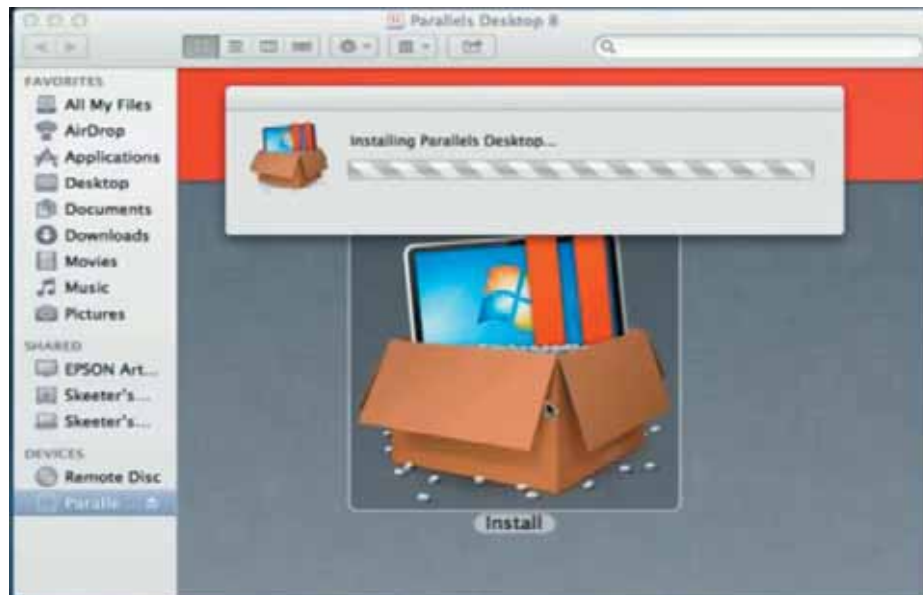 Parallels Desktop 8
FAVORITES
All My Files
AirDrop
Applications
Desktop
Documents
Downloads
Movies
Music
Pictures
SHARED
EPSON Art...
Skeeter's...
Skeeter's...
DEVICES
Remote Disc
Paralle...
Installing Parallels Desktop...
Install